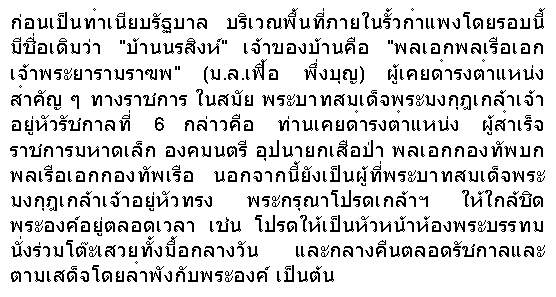 ก่อนเป็นทำเนียบรัฐบาล บริเวณพื้นที่ภายในรั้วกำแพงโดยรอบนี้
มีชื่อเดิมว่า "บ้านนรสิงห์" เจ้าของบ้านคือ "พลเอกพลเรือเอก
เจ้าพระยารามราฆพ" (ม.ล.เฟื้อ พึ่งบุญ) ผู้เคยดำรงตำแหน่ง
สำคัญ ๆ ทางราชการ ในสมัย พระบาทสมเด็จพระมงกุฎเกล้าเจ้า
อยู่หัวรัชกาลที่ 6 กล่าวคือ ท่านเคยดำรงตำแหน่ง ผู้สำเร็จ
ราชการมหาดเล็ก องคมนตรี อุปนายกเสือป่า พลเอกกองทัพบก
พลเรือเอกกองทัพเรือ นอกจากนี้ยังเป็นผู้ที่พระบาทสมเด็จพระ
มงกุฎเกล้าเจ้าอยู่หัวทรง พระกรุณาโปรดเกล้าฯ ให้ใกล้ชิด
พระองค์อยู่ตลอดเวลา เช่น โปรดให้เป็นหัวหน้าห้องพระบรรทม
นั่งร่วมโต๊ะเสวยทั้งมื้อกลางวัน และกลางคืนตลอดรัชกาลและ
ตามเสด็จโดยลำพังกับพระองค์ เป็นต้น